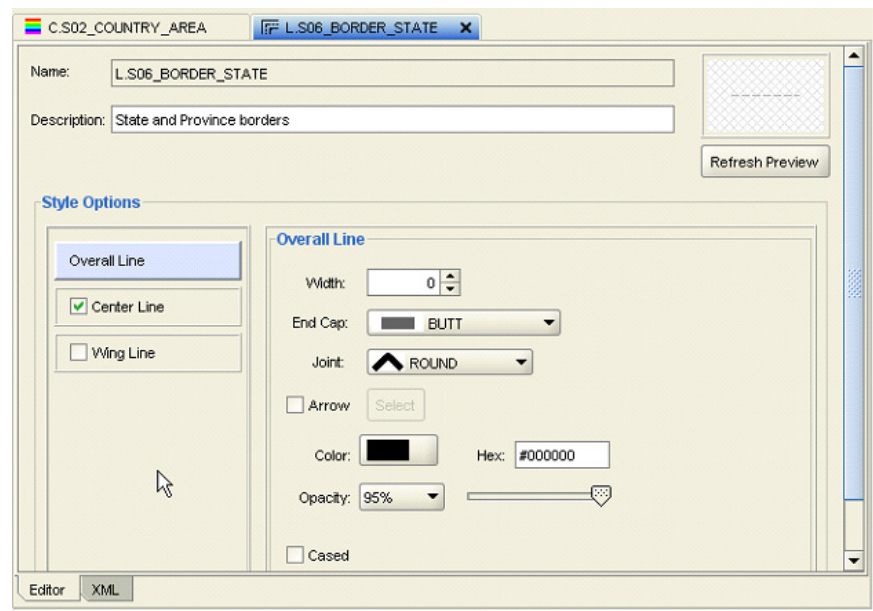 C.S02_COUNTRY_AREA L.S06_BORDER_STATE
Name: L.S06_BORDER_STATE
Description: State and Province borders
Refresh Preview
Style Options
Overall Line
Center Line
Wing Line
Overall Line
Width: 0
End Cap: BUTT
Joint: ROUND
Arrow Select
Color: Hex: #000000
Opacity: 95%
Cased
Editor XML